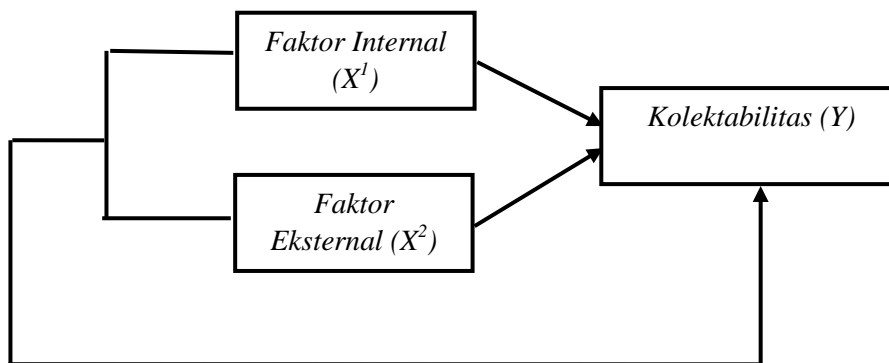 Faktor Internal
(X¹)
Kolektabilitas (Y)
Faktor
Eksternal (X²)